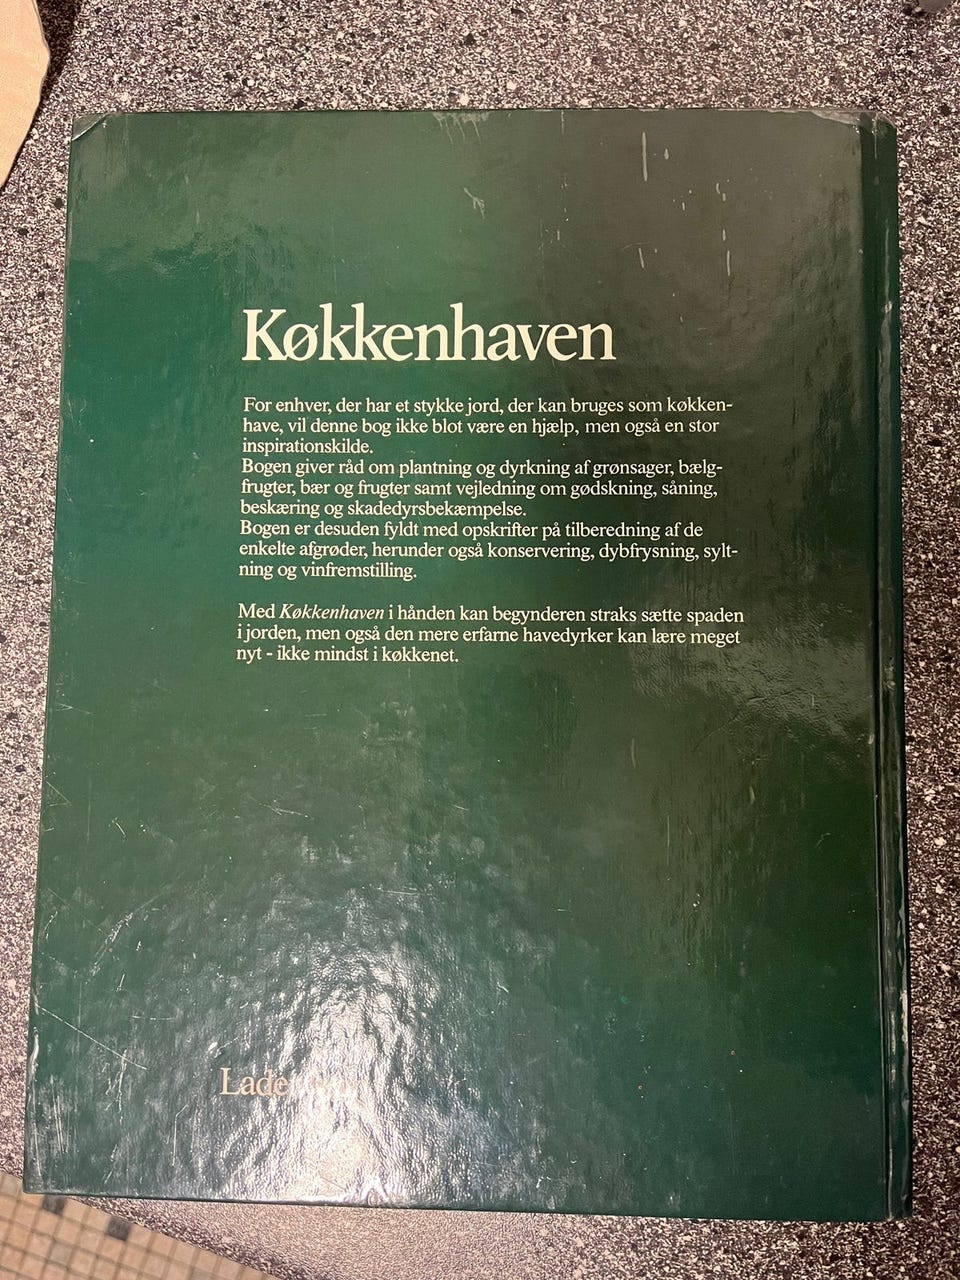 Køkkenhaven
For enhver, der har et stykke jord, der kan bruges som køkken-
have, vil denne bog ikke blot være en hjælp, men også en stor
inspirationskilde.
Bogen giver råd om plantning og dyrkning af grønsager, bælg-
frugter, bær og frugter samt vejledning om gødskning, såning,
beskæring og skadedyrsbekæmpelse.
Bogen er desuden fyldt med opskrifter på tilberedning af de
enkelte afgrøder, herunder også konservering, dybfrysning, sylt-
ning og vinfremstilling.
Med Køkkenhaven i hånden kan begynderen straks sætte spaden
i jorden, men også den mere erfarne havedyrker kan lære meget
nyt - ikke mindst i køkkenet.